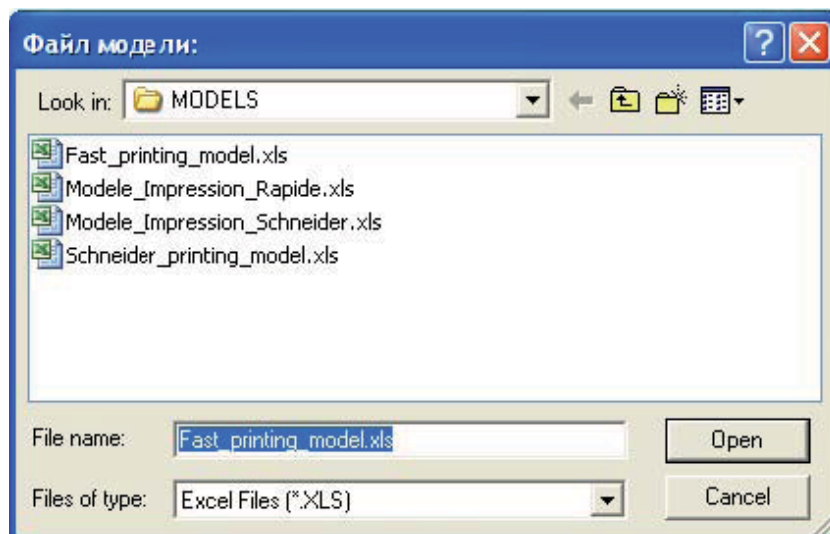 Файл модели:
Look in: MODELS
Fast_printing_model.xls
Modele_Impression_Rapide.xls
Modele_Impression_Schneider.xls
Schneider_printing_model.xls
File name: Fast_printing_model.xls Open
Files of type: Excel Files (*.XLS) Cancel